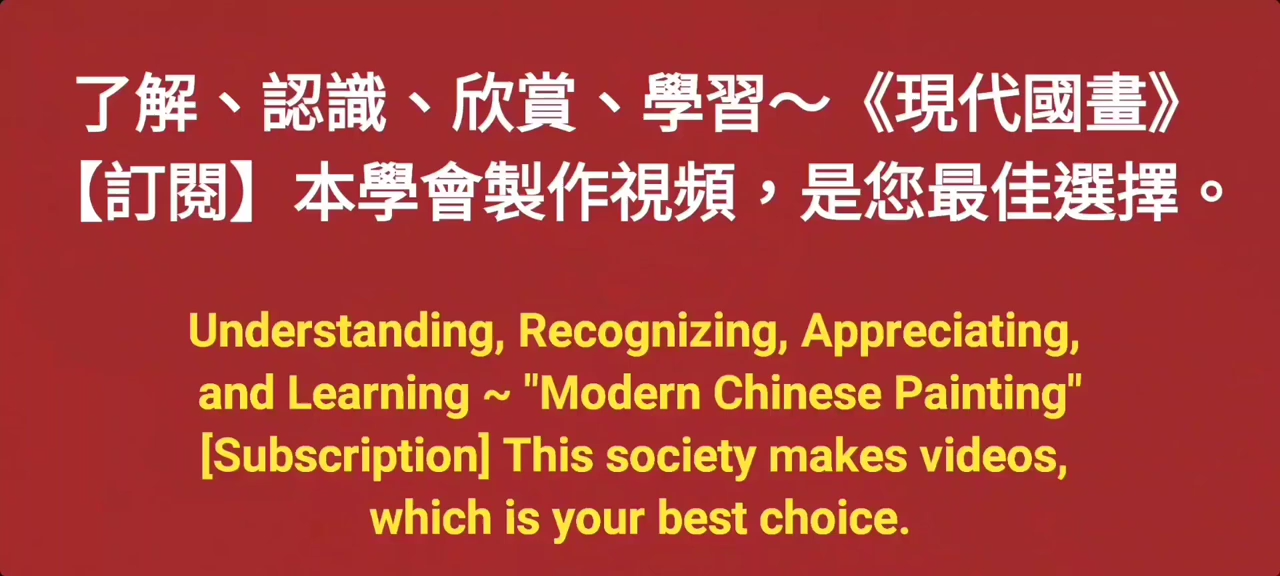 了解、認識、欣賞、學習～《現代國畫》
【訂閱】本學會製作視頻，是您最佳選擇。
Understanding, Recognizing, Appreciating,
and Learning ~ "Modern Chinese Painting"
[Subscription] This society makes videos,
which is your best choice.